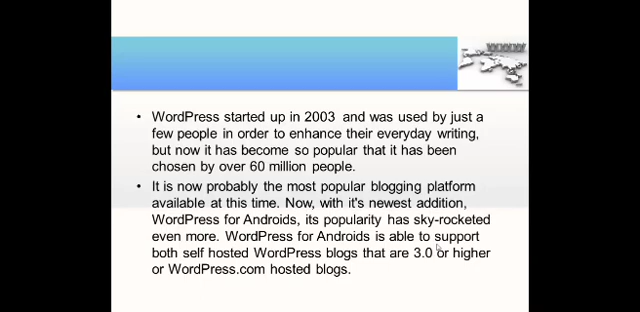 WWWW
• WordPress started up in 2003 and was used by just a
few people in order to enhance their everyday writing,
but now it has become so popular that it has been
chosen by over 60 million people.
• It is now probably the most popular blogging platform
available at this time. Now, with it's newest addition,
WordPress for Androids, its popularity has sky-rocketed
even more. WordPress for Androids is able to support
both self hosted WordPress blogs that are 3.0 or higher
or WordPress.com hosted blogs.